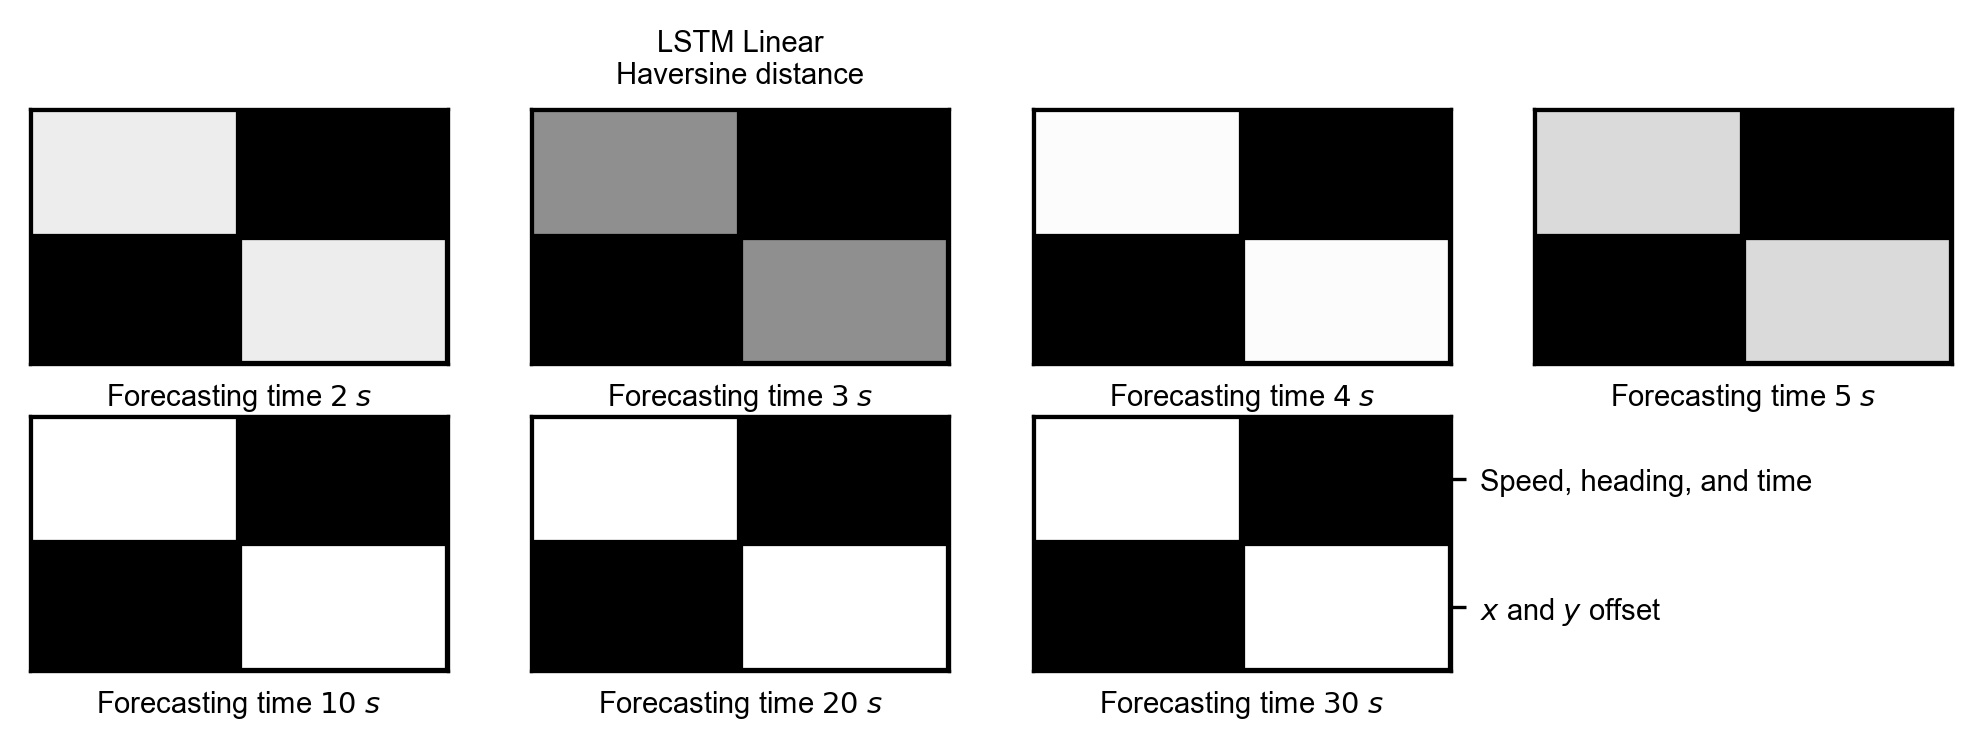 LSTM Linear
Haversine distance
Forecasting time 2 s
Forecasting time 3 s
Forecasting time 4 s
Forecasting time 5 s
Speed, heading, and time
x and y offset
Forecasting time 10 s
Forecasting time 20 s
Forecasting time 30 s